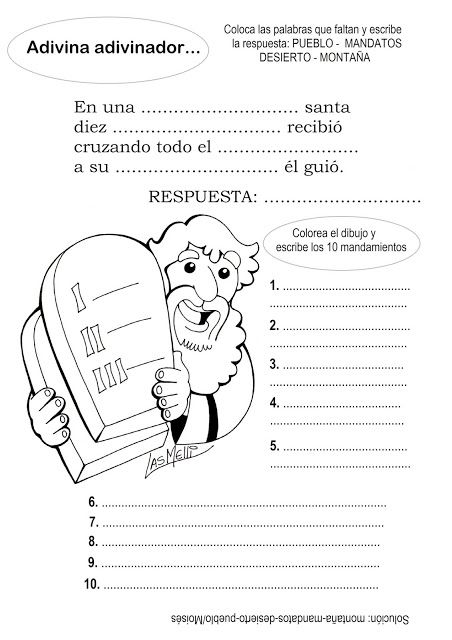 Adivina adivinador...
Coloca las palabras que faltan y escribe
la respuesta: PUEBLO - MANDATOS
DESIERTO - MONTAÑA
En una ............................ santa
diez .............................. recibió
cruzando todo el .........................
a su ............................. él guió.
RESPUESTA: ............................
Colorea el dibujo y
escribe los 10 mandamientos
I
II
III
1. ....................................
2. ....................................
3. ....................................
4. ....................................
5. ....................................
LAS MELLI
6. ....................................
7. ....................................
8. ....................................
9. ....................................
10. ....................................
Solución: montaña-mandatos-desierto-pueblo/Moisés